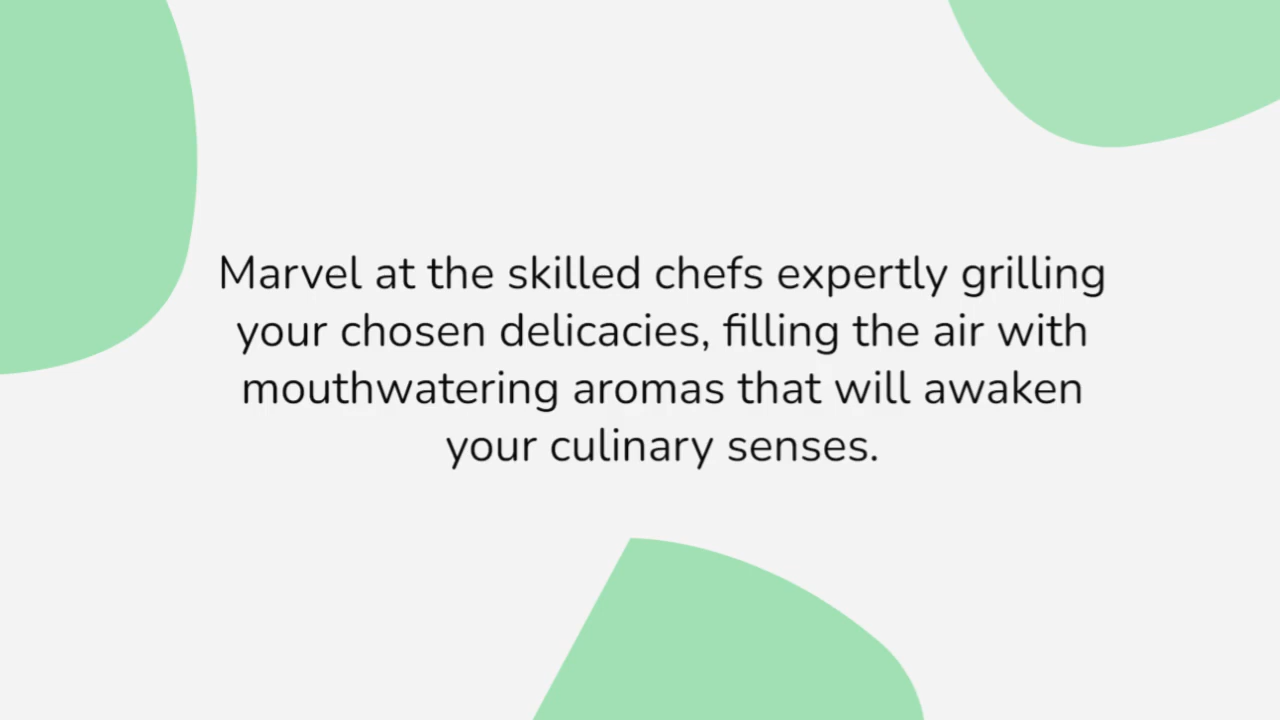 Marvel at the skilled chefs expertly grilling
your chosen delicacies, filling the air with
mouthwatering aromas that will awaken
your culinary senses.